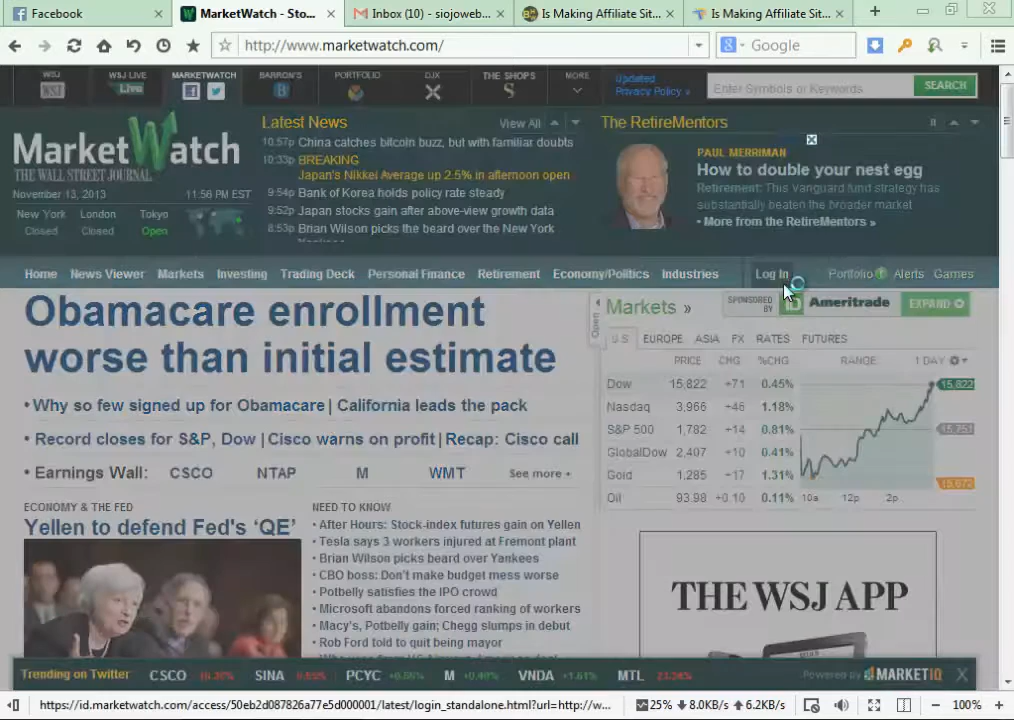 Facebook
MarketWatch - Sto...
Inbox (10) - siojoweb...
Is Making Affiliate Sit...
Is Making Affiliate Sit...
http://www.marketwatch.com/
Google
WSJ
WSJ LIVE
Live
MARKETWATCH
BARRON'S
B
PORTFOLIO
DJX
THE SHOPS
S
MORE
Updated
Privacy Policy »
Enter Symbols or Keywords
SEARCH
MarketWatch
THE WALL STREET JOURNAL
November 13, 2013
11:56 PM EST
New York
Closed
London
Closed
Tokyo
Open
Latest News
View All
10:57p China catches bitcoin buzz, but with familiar doubts
10:33p BREAKING
Japan's Nikkei Average up 2.5% in afternoon open
9:54p Bank of Korea holds policy rate steady
9:52p Japan stocks gain after above-view growth data
8:53p Brian Wilson picks the beard over the New York
Yankees
The RetireMentors
PAUL MERRIMAN
How to double your nest egg
Retirement: This vanguard fund strategy has
substantially beaten the broader market
• More from the RetireMentors »
Home News Viewer Markets Investing Trading Deck Personal Finance Retirement Economy/Politics Industries Log In Portfolio Alerts Games
Obamacare enrollment
worse than initial estimate
• Why so few signed up for Obamacare | California leads the pack
• Record closes for S&P, Dow | Cisco warns on profit | Recap: Cisco call
• Earnings Wall: CSCO NTAP M WMT See more +
Open
Markets »
SPONSORED
BY
Ameritrade
EXPAND
U.S EUROPE ASIA FX RATES FUTURES
PRICE CHG %CHG RANGE: 1 DAY
Dow 15,822 +71 0.45%
Nasdaq 3,966 +46 1.18%
S&P 500 1,782 +14 0.81%
GlobalDow 2,407 +10 0.41%
Gold 1,285 +17 1.31%
Oil 93.98 +0.10 0.11%
15,822
15,751
15,672
10a 12p 2p
ECONOMY & THE FED
Yellen to defend Fed's 'QE'
NEED TO KNOW
• After Hours: Stock-index futures gain on Yellen
• Tesla says 3 workers injured at Fremont plant
• Brian Wilson picks beard over Yankees
• CBO boss: Don't make budget mess worse
• Potbelly satisfies the IPO crowd
• Microsoft abandons forced ranking of workers
• Macy's, Potbelly gain; Chegg slumps in debut
• Rob Ford told to quit being mayor
THE WSJ APP
Trending on Twitter CSCO SINA PCYC M VNDA MTL
Powered by MARKETIQ
https://id.marketwatch.com/access/50eb2d087826a77e5d000001/latest/login_standalone.html?url=http://w...
25% 8.0KB/s 6.2KB/s
100%